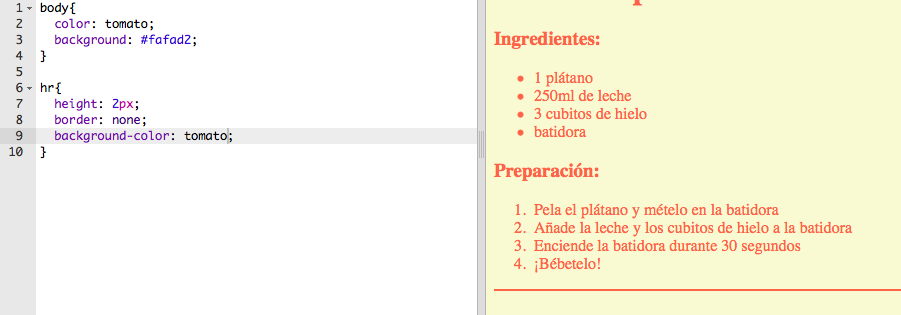 1 body{
2 color: tomato;
3 background: #fafad2;
4 }
5
6 hr{
7 height: 2px;
8 border: none;
9 background-color: tomato;
10 }
Ingredientes:
• 1 plátano
• 250ml de leche
• 3 cubitos de hielo
• batidora
Preparación:
1. Pela el plátano y mételo en la batidora
2. Añade la leche y los cubitos de hielo a la batidora
3. Enciende la batidora durante 30 segundos
4. ¡Bébetelo!